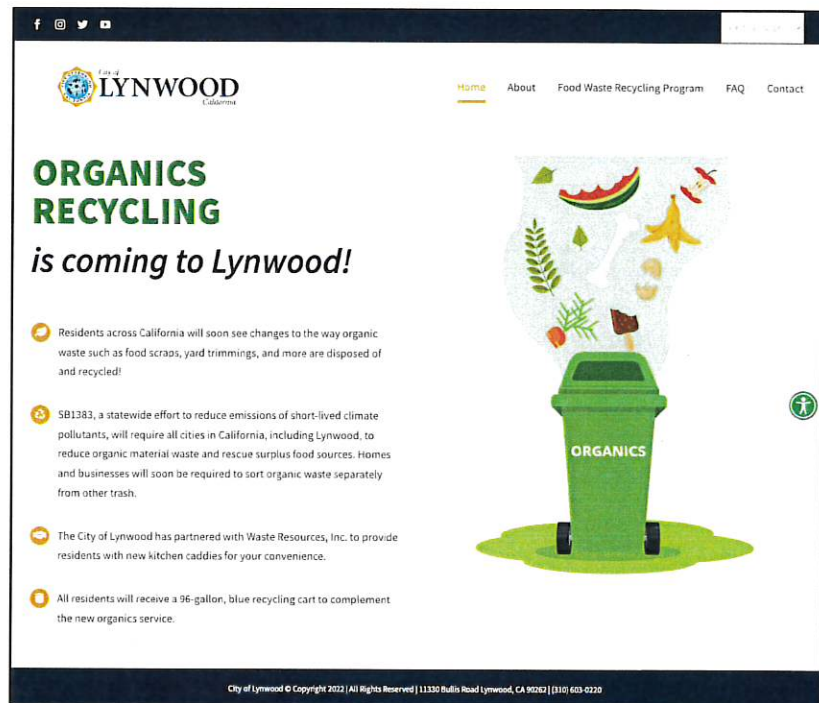 City of
LYNWOOD
California
Home About Food Waste Recycling Program FAQ Contact
ORGANICS
RECYCLING
is coming to Lynwood!
Residents across California will soon see changes to the way organic
waste such as food scraps, yard trimmings, and more are disposed of
and recycled!
SB1383, a statewide effort to reduce emissions of short-lived climate
pollutants, will require all cities in California, including Lynwood, to
reduce organic material waste and rescue surplus food sources. Homes
and businesses will soon be required to sort organic waste separately
from other trash.
The City of Lynwood has partnered with Waste Resources, Inc. to provide
residents with new kitchen caddies for your convenience.
All residents will receive a 96-gallon, blue recycling cart to complement
the new organics service.
ORGANICS
City of Lynwood © Copyright 2022 | All Rights Reserved | 11330 Bullis Road Lynwood, CA 90262 | (310) 603-0220